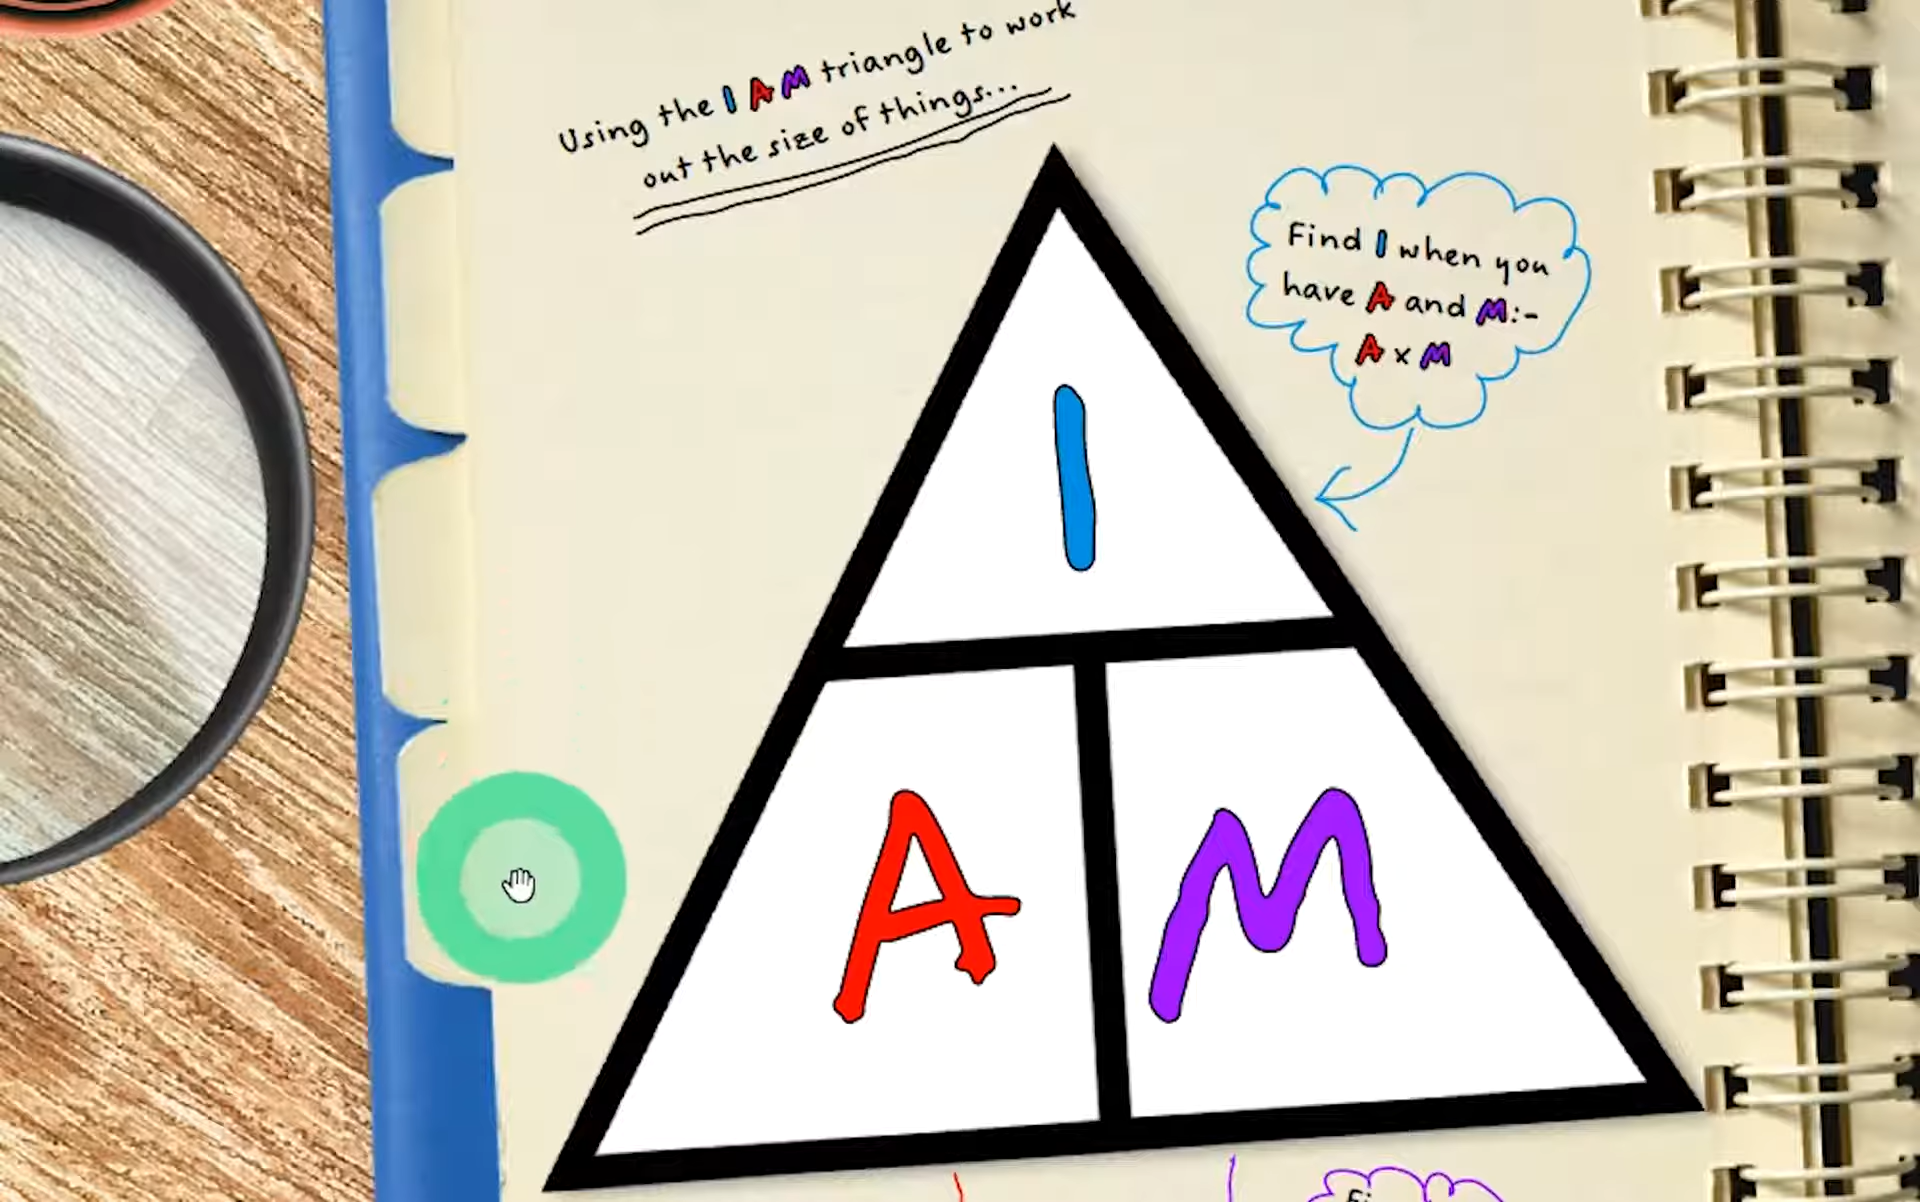 Using the I A M triangle to work
out the size of things...
Find I when you
have A and M:-
A x M
I
A
M